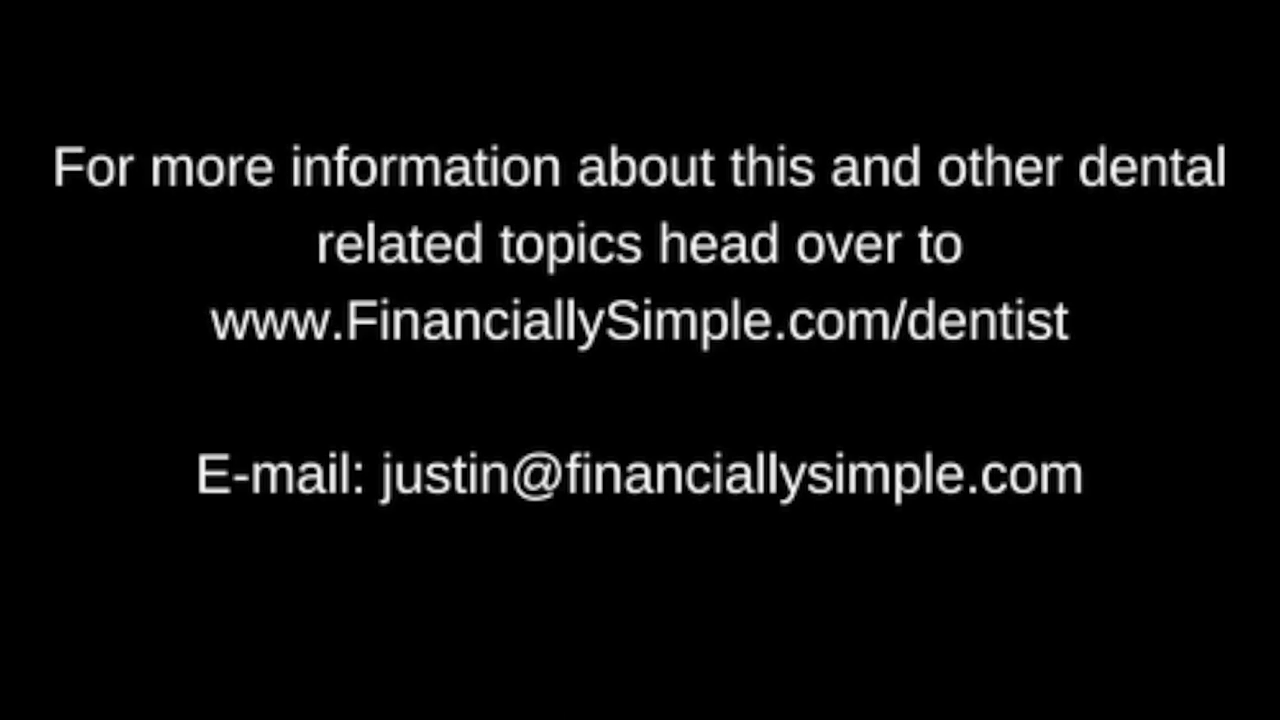 For more information about this and other dental
related topics head over to
www.FinanciallySimple.com/dentist
E-mail: justin@financiallysimple.com